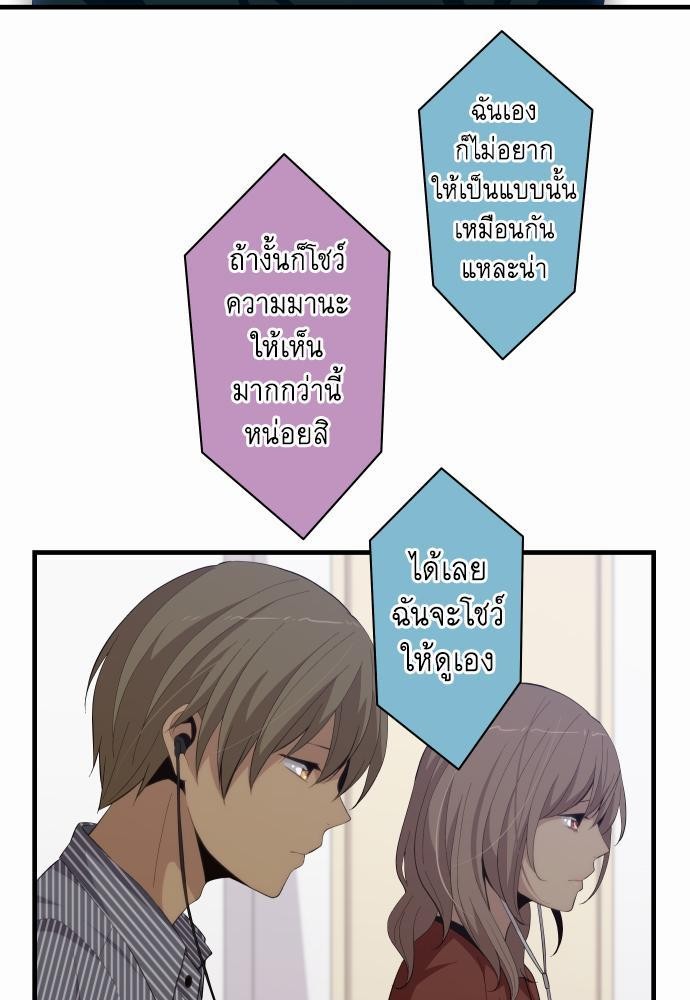 ฉันเอง
ก็ไม่อยาก
ให้เป็นแบบนั้น
เหมือนกัน
แหละน่า
ถ้างั้นก็โชว์
ความมานะ
ให้เห็น
มากกว่านี้
หน่อยสิ
ได้เลย
ฉันจะโชว์
ให้ดูเอง